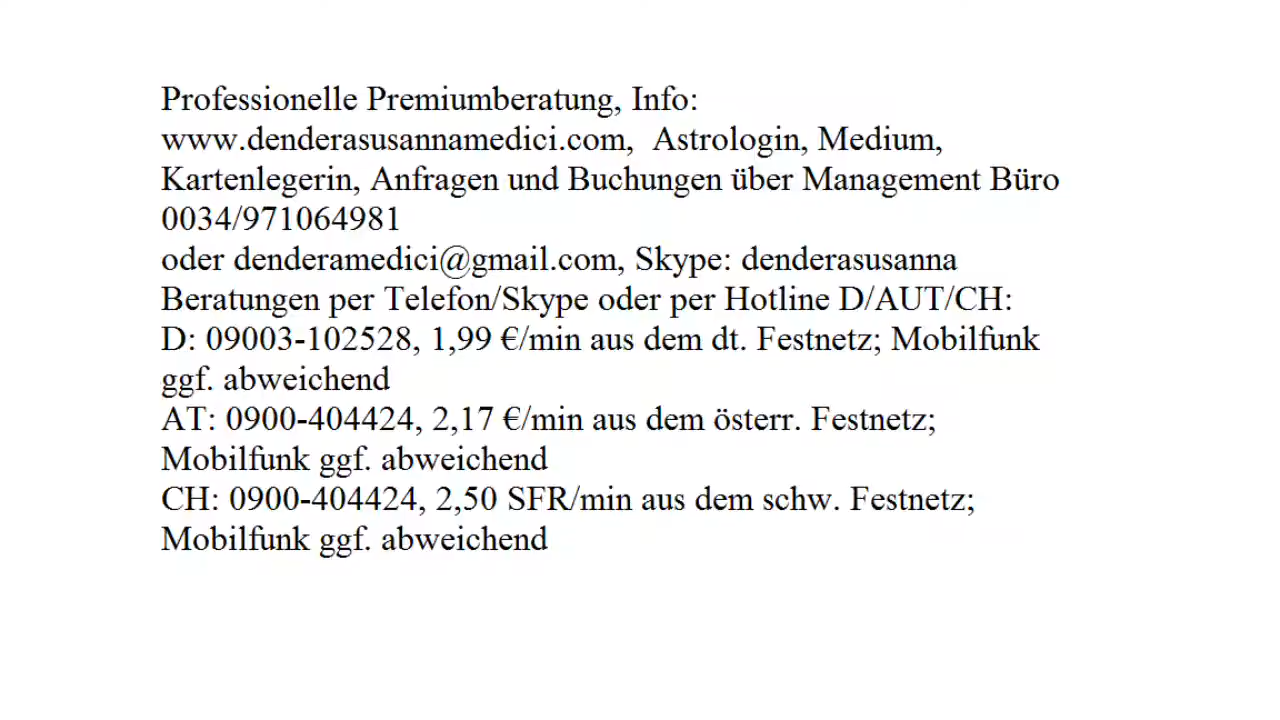 Professionelle Premiumberatung, Info:
www.denderasusannamedici.com,  Astrologin, Medium,
Kartenlegerin, Anfragen und Buchungen über Management Büro
0034/971064981
oder denderamedici@gmail.com, Skype: denderasusanna
Beratungen per Telefon/Skype oder per Hotline D/AUT/CH:
D: 09003-102528, 1,99 €/min aus dem dt. Festnetz; Mobilfunk
ggf. abweichend
AT: 0900-404424, 2,17 €/min aus dem österr. Festnetz;
Mobilfunk ggf. abweichend
CH: 0900-404424, 2,50 SFR/min aus dem schw. Festnetz;
Mobilfunk ggf. abweichend